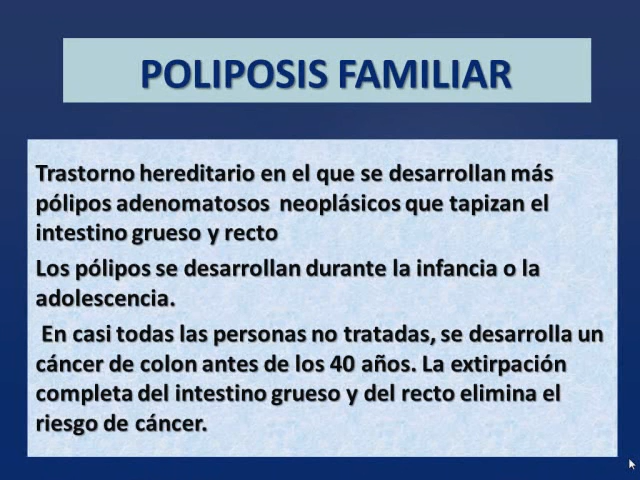 POLIPOSIS FAMILIAR
Trastorno hereditario en el que se desarrollan más
pólipos adenomatosos neoplásicos que tapizan el
intestino grueso y recto
Los pólipos se desarrollan durante la infancia o la
adolescencia.
En casi todas las personas no tratadas, se desarrolla un
cáncer de colon antes de los 40 años. La extirpación
completa del intestino grueso y del recto elimina el
riesgo de cáncer.